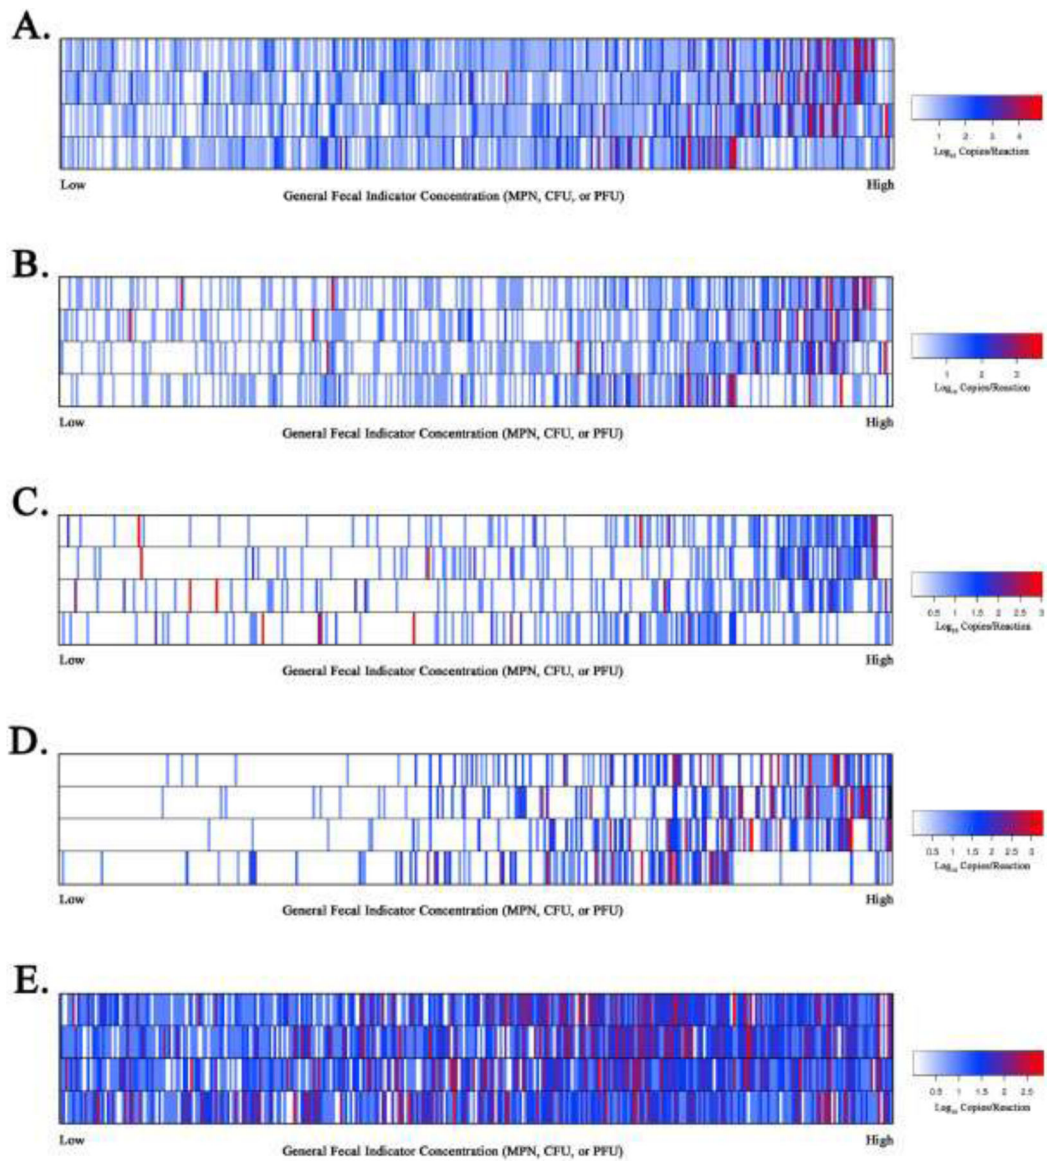 A.
1 2 3 4
Log₁₀ Copies/Reaction
Low High
General Fecal Indicator Concentration (MPN, CFU, or PFU)
B.
1 2 3
Log₁₀ Copies/Reaction
Low High
General Fecal Indicator Concentration (MPN, CFU, or PFU)
C.
0.5 1 1.5 2 2.5 3
Log₁₀ Copies/Reaction
Low High
General Fecal Indicator Concentration (MPN, CFU, or PFU)
D.
0.5 1 1.5 2 2.5 3
Log₁₀ Copies/Reaction
Low High
General Fecal Indicator Concentration (MPN, CFU, or PFU)
E.
0.5 1 1.5 2 2.5
Log₁₀ Copies/Reaction
Low High
General Fecal Indicator Concentration (MPN, CFU, or PFU)